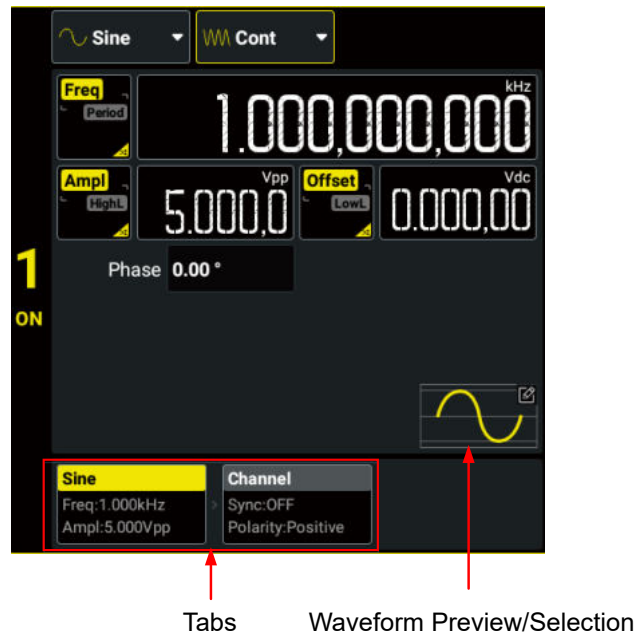 Sine Cont
Freq Period 1.000,000,000 kHz
Ampl HighL 5.000,0 Vpp Offset LowL 0.000,00 Vdc
1
Phase 0.00 °
ON
Sine Channel
Freq:1.000kHz Sync:OFF
Ampl:5.000Vpp Polarity:Positive
Tabs Waveform Preview/Selection